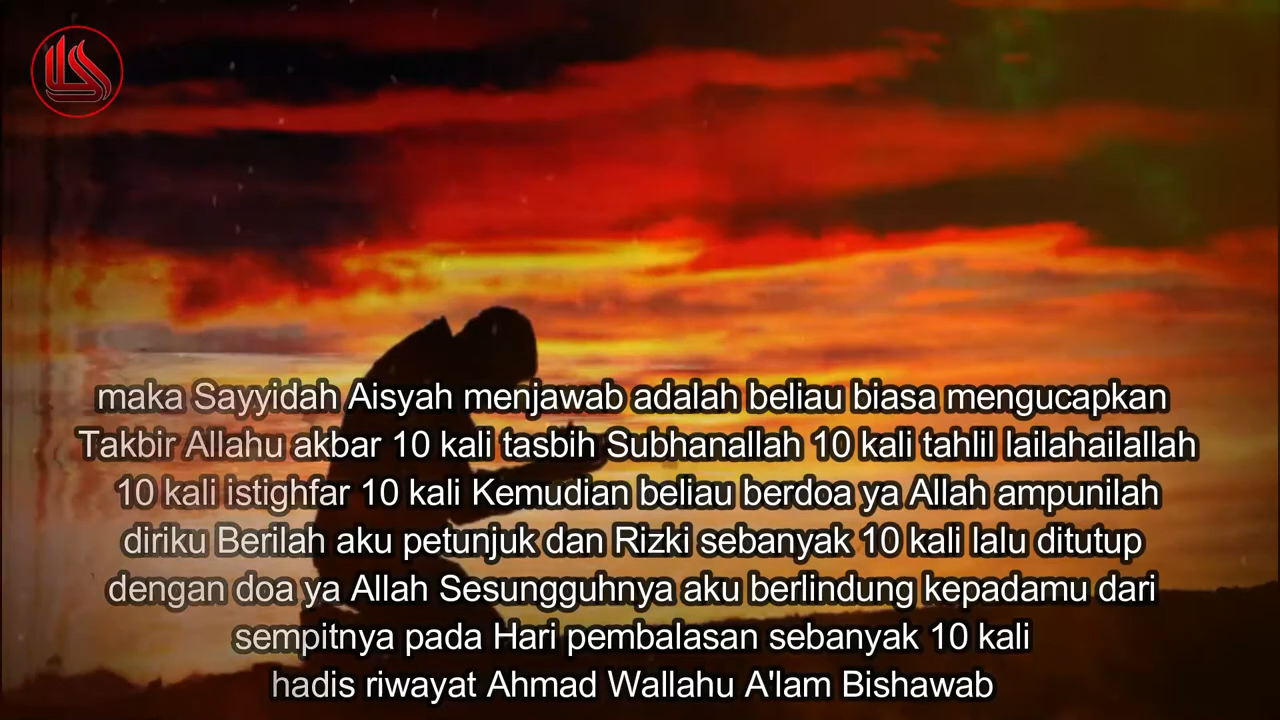 maka Sayyidah Aisyah menjawab adalah beliau biasa mengucapkan
Takbir Allahu akbar 10 kali tasbih Subhanallah 10 kali tahlil lailahailallah
10 kali istighfar 10 kali Kemudian beliau berdoa ya Allah ampunilah
diriku Berilah aku petunjuk dan Rizki sebanyak 10 kali lalu ditutup
dengan doa ya Allah Sesungguhnya aku berlindung kepadamu dari
sempitnya pada Hari pembalasan sebanyak 10 kali
hadis riwayat Ahmad Wallahu A'lam Bishawab